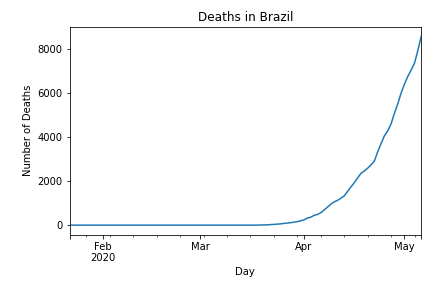 Deaths in Brazil
8000
6000
4000
2000
0
Number of Deaths
Feb
2020
Mar
Apr
May
Day